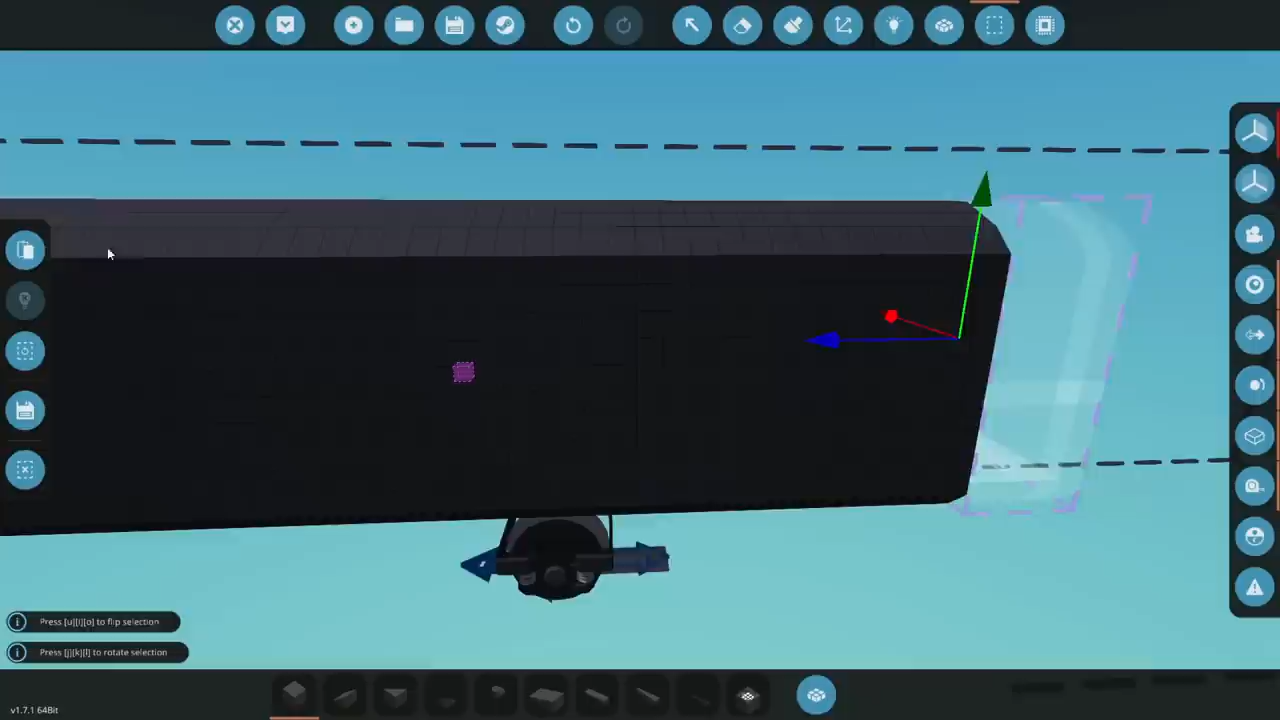 Press [u][i][o] to flip selection
Press [j][k][l] to rotate selection
v1.7.1 64Bit